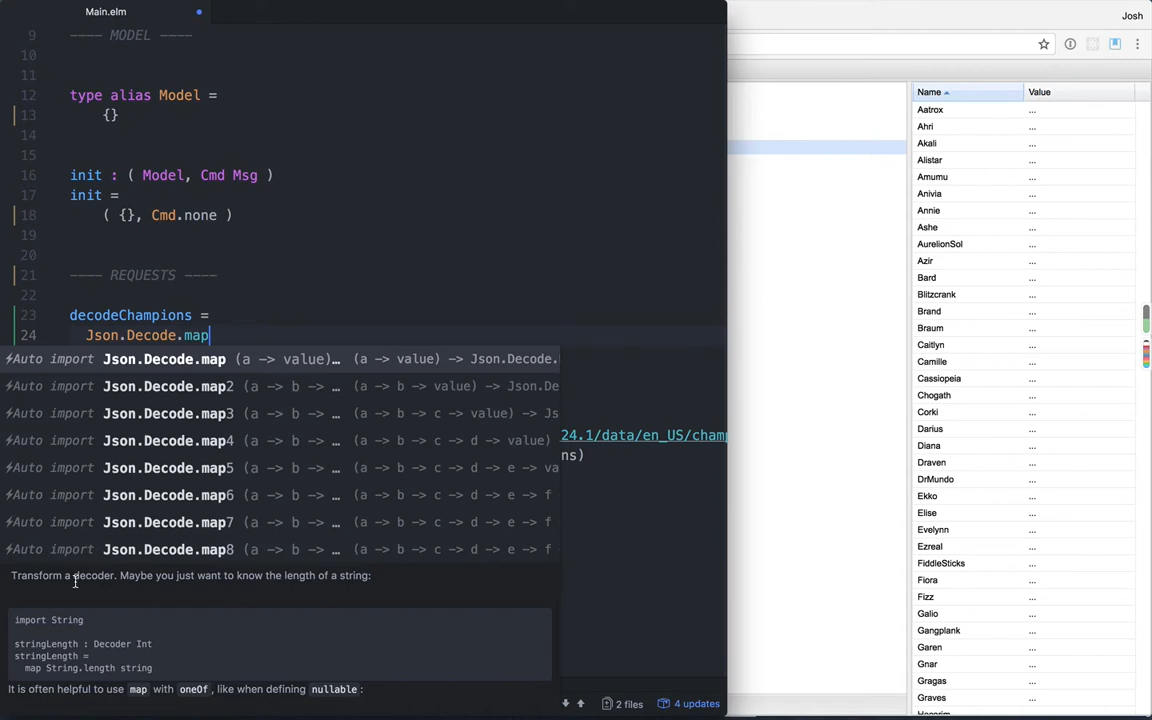 Main.elm
Josh
9 ---- MODEL ----
10
11
12 type alias Model =
13 {}
14
15
16 init : ( Model, Cmd Msg )
17 init =
18 ( {}, Cmd.none )
19
20
21 ---- REQUESTS ----
22
23 decodeChampions =
24 Json.Decode.map
Auto import Json.Decode.map (a -> value)… (a -> value) -> Json.Decode.
Auto import Json.Decode.map2 (a -> b -> … (a -> b -> value) -> Json.De
Auto import Json.Decode.map3 (a -> b -> … (a -> b -> c -> value) -> Js
Auto import Json.Decode.map4 (a -> b -> … (a -> b -> c -> d -> value)
Auto import Json.Decode.map5 (a -> b -> … (a -> b -> c -> d -> e -> va
Auto import Json.Decode.map6 (a -> b -> … (a -> b -> c -> d -> e -> f
Auto import Json.Decode.map7 (a -> b -> … (a -> b -> c -> d -> e -> f
Auto import Json.Decode.map8 (a -> b -> … (a -> b -> c -> d -> e -> f
24.1/data/en_US/champ
ns)
Transform a decoder. Maybe you just want to know the length of a string:
import String
stringLength : Decoder Int
stringLength =
map String.length string
It is often helpful to use map with oneOf, like when defining nullable:
2 files 4 updates
Name Value
Aatrox ...
Ahri ...
Akali ...
Alistar ...
Amumu ...
Anivia ...
Annie ...
Ashe ...
AurelionSol ...
Azir ...
Bard ...
Blitzcrank ...
Brand ...
Braum ...
Caitlyn ...
Camille ...
Cassiopeia ...
Chogath ...
Corki ...
Darius ...
Diana ...
Draven ...
DrMundo ...
Ekko ...
Elise ...
Evelynn ...
Ezreal ...
FiddleSticks ...
Fiora ...
Fizz ...
Galio ...
Gangplank ...
Garen ...
Gnar ...
Gragas ...
Graves ...